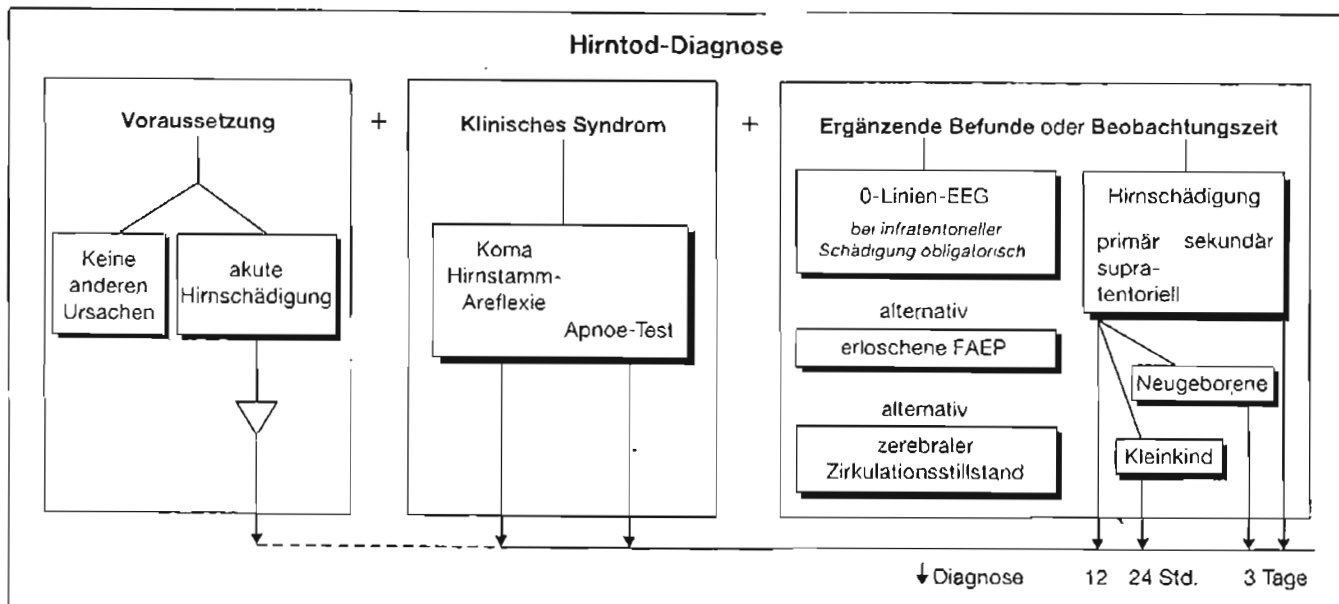 Hirntod-Diagnose
Voraussetzung
+
Klinisches Syndrom
+
Ergänzende Befunde oder Beobachtungszeit
Keine
anderen
Ursachen
akute
Hirnschädigung
Koma
Hirnstamm-
Areflexie
Apnoe-Test
0-Linien-EEG
bei infratentorieller
Schädigung obligatorisch
alternativ
erloschene FAEP
alternativ
zerebraler
Zirkulationsstillstand
Hirnschädigung
primär sekundär
supra-
tentoriell
Neugeborene
Kleinkind
Diagnose 12 24 Std. 3 Tage